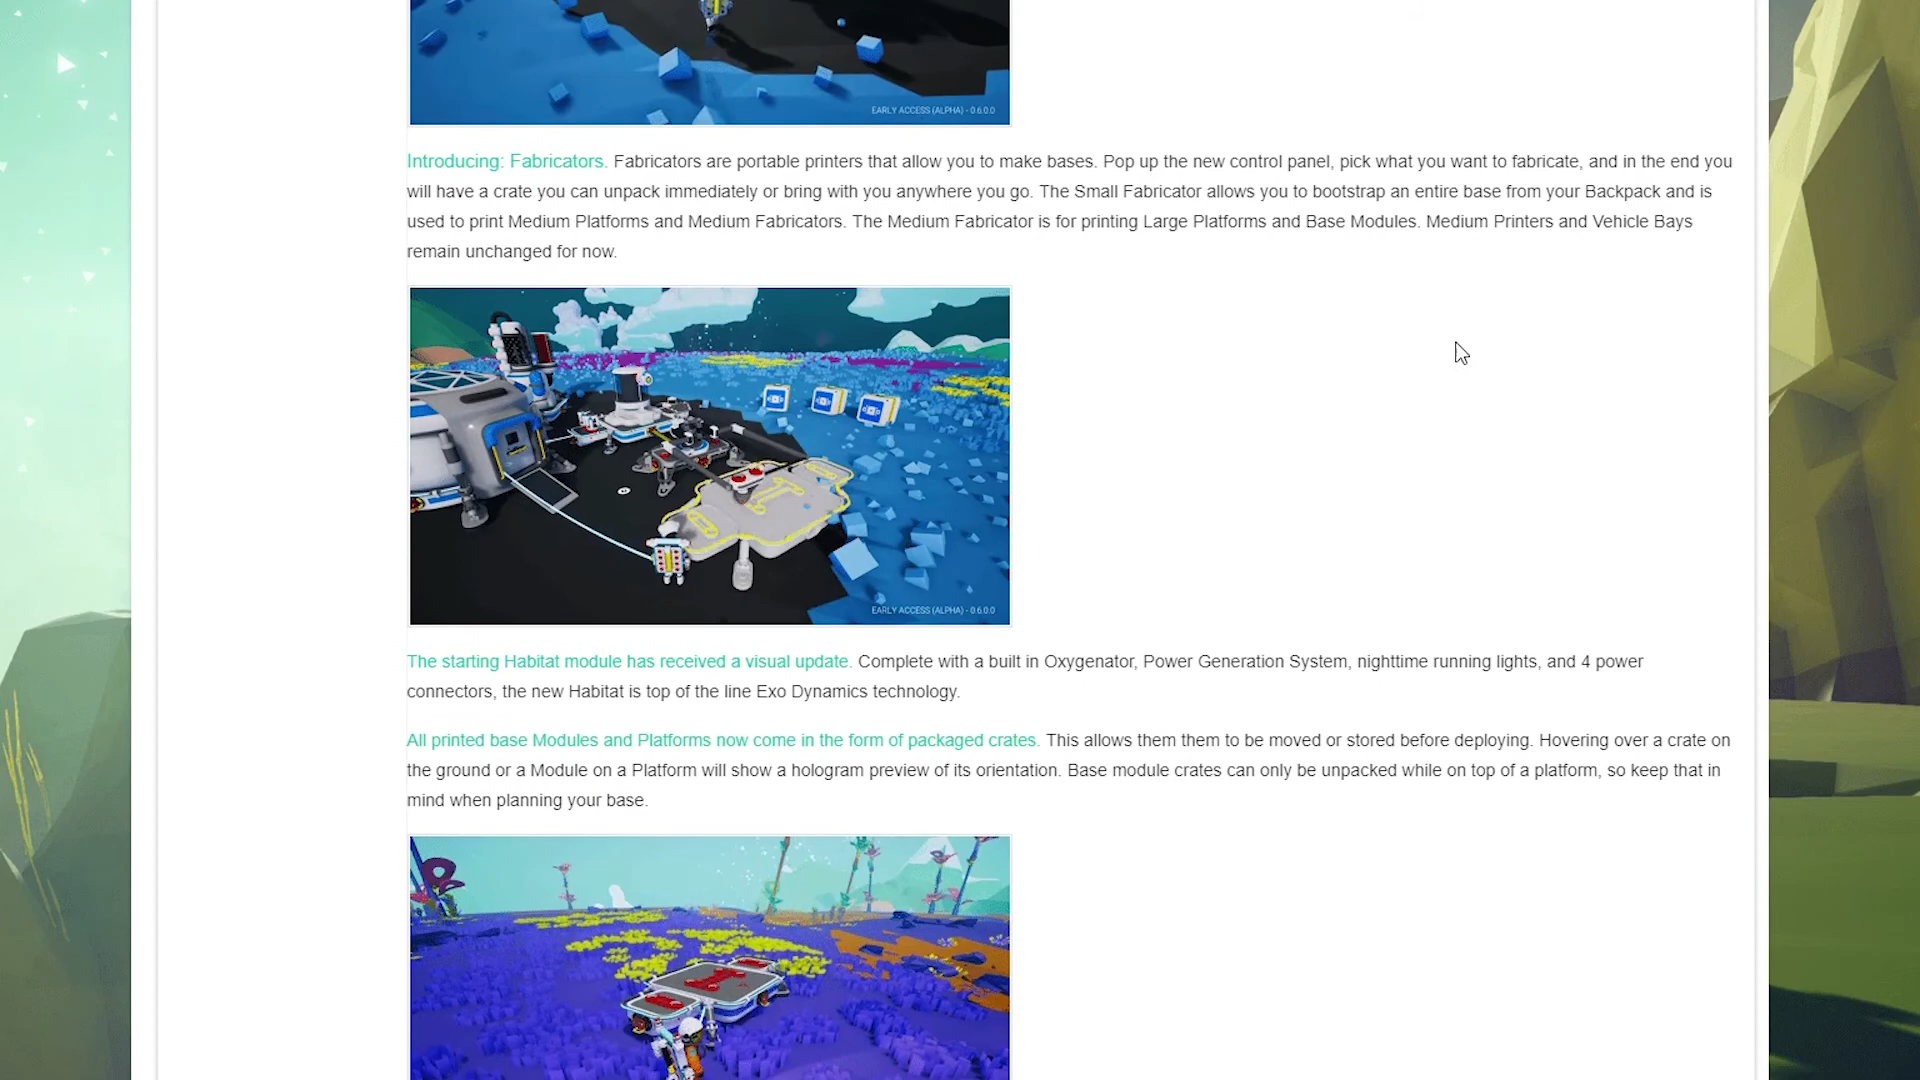 EARLY ACCESS (ALPHA) - 0.6.0.0
Introducing: Fabricators. Fabricators are portable printers that allow you to make bases. Pop up the new control panel, pick what you want to fabricate, and in the end you
will have a crate you can unpack immediately or bring with you anywhere you go. The Small Fabricator allows you to bootstrap an entire base from your Backpack and is
used to print Medium Platforms and Medium Fabricators. The Medium Fabricator is for printing Large Platforms and Base Modules. Medium Printers and Vehicle Bays
remain unchanged for now.
EARLY ACCESS (ALPHA) - 0.6.0.0
The starting Habitat module has received a visual update. Complete with a built in Oxygenator, Power Generation System, nighttime running lights, and 4 power
connectors, the new Habitat is top of the line Exo Dynamics technology.
All printed base Modules and Platforms now come in the form of packaged crates. This allows them them to be moved or stored before deploying. Hovering over a crate on
the ground or a Module on a Platform will show a hologram preview of its orientation. Base module crates can only be unpacked while on top of a platform, so keep that in
mind when planning your base.